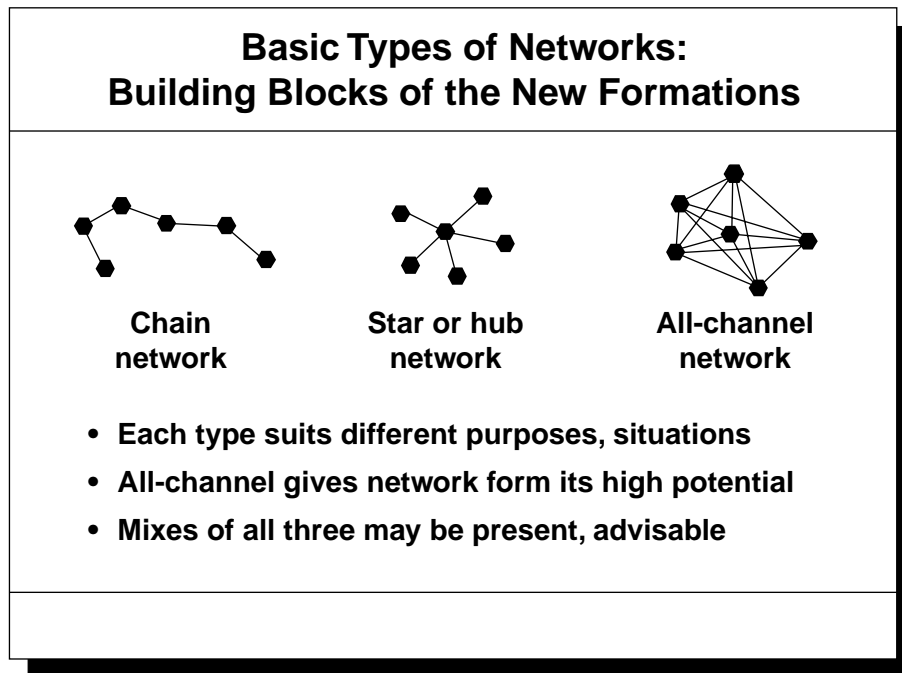 Basic Types of Networks:
Building Blocks of the New Formations
Chain
network
Star or hub
network
All-channel
network
• Each type suits different purposes, situations
• All-channel gives network form its high potential
• Mixes of all three may be present, advisable